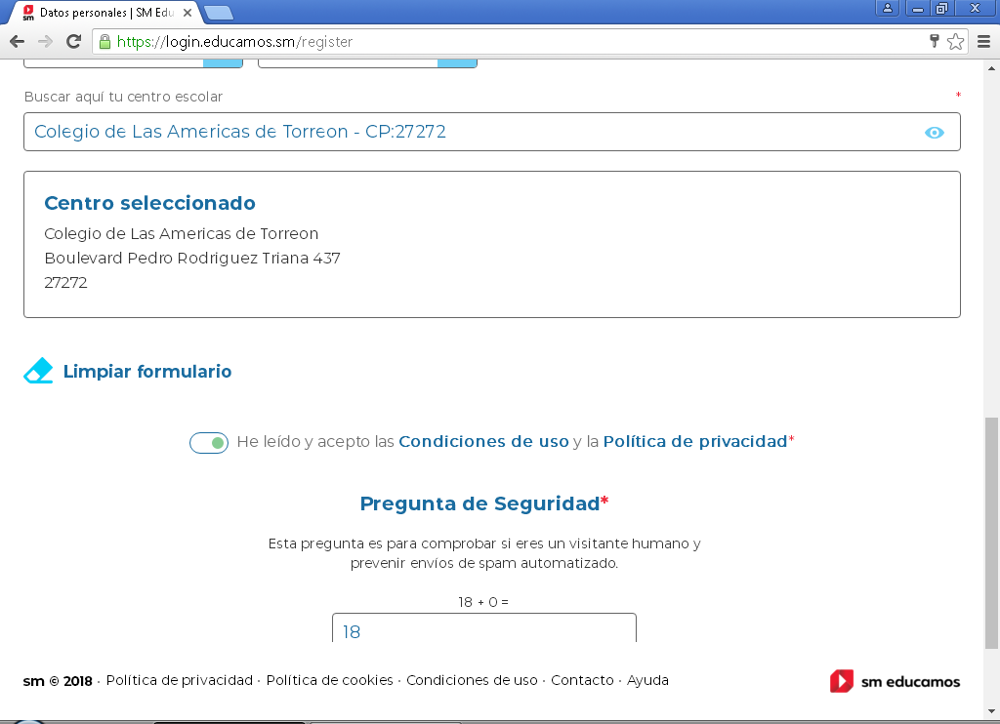 Datos personales | SM Edu
https://login.educamos.sm/register
Buscar aquí tu centro escolar *
Colegio de Las Americas de Torreon - CP:27272
Centro seleccionado
Colegio de Las Americas de Torreon
Boulevard Pedro Rodriguez Triana 437
27272
Limpiar formulario
He leído y acepto las Condiciones de uso y la Política de privacidad*
Pregunta de Seguridad*
Esta pregunta es para comprobar si eres un visitante humano y
prevenir envíos de spam automatizado.
18 + 0 =
18
sm © 2018 · Política de privacidad · Política de cookies · Condiciones de uso · Contacto · Ayuda
sm educamos